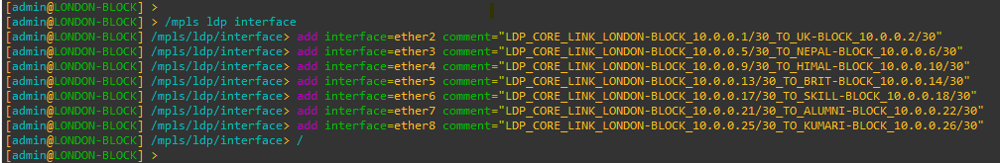 [admin@LONDON-BLOCK] >
[admin@LONDON-BLOCK] > /mpls ldp interface
[admin@LONDON-BLOCK] /mpls/ldp/interface> add interface=ether2 comment="LDP_CORE_LINK_LONDON-BLOCK_10.0.0.1/30_TO_UK-BLOCK_10.0.0.2/30"
[admin@LONDON-BLOCK] /mpls/ldp/interface> add interface=ether3 comment="LDP_CORE_LINK_LONDON-BLOCK_10.0.0.5/30_TO_NEPAL-BLOCK_10.0.0.6/30"
[admin@LONDON-BLOCK] /mpls/ldp/interface> add interface=ether4 comment="LDP_CORE_LINK_LONDON-BLOCK_10.0.0.9/30_TO_HIMAL-BLOCK_10.0.0.10/30"
[admin@LONDON-BLOCK] /mpls/ldp/interface> add interface=ether5 comment="LDP_CORE_LINK_LONDON-BLOCK_10.0.0.13/30_TO_BRIT-BLOCK_10.0.0.14/30"
[admin@LONDON-BLOCK] /mpls/ldp/interface> add interface=ether6 comment="LDP_CORE_LINK_LONDON-BLOCK_10.0.0.17/30_TO_SKILL-BLOCK_10.0.0.18/30"
[admin@LONDON-BLOCK] /mpls/ldp/interface> add interface=ether7 comment="LDP_CORE_LINK_LONDON-BLOCK_10.0.0.21/30_TO_ALUMNI-BLOCK_10.0.0.22/30"
[admin@LONDON-BLOCK] /mpls/ldp/interface> add interface=ether8 comment="LDP_CORE_LINK_LONDON-BLOCK_10.0.0.25/30_TO_KUMARI-BLOCK_10.0.0.26/30"
[admin@LONDON-BLOCK] /mpls/ldp/interface> /
[admin@LONDON-BLOCK] >